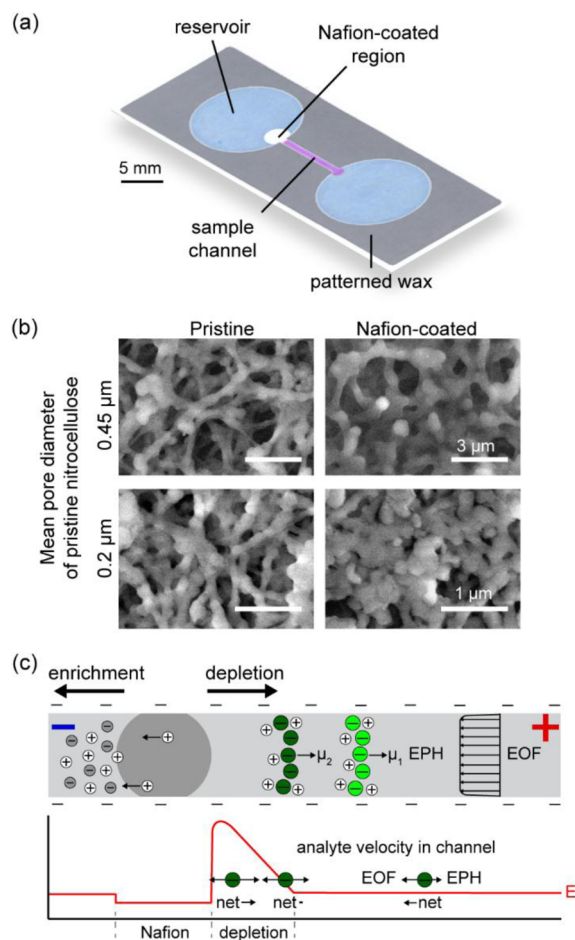 (a)
reservoir
Nafion-coated
region
5 mm
sample
channel
patterned wax
(b)
Pristine
Nafion-coated
Mean pore diameter
of pristine nitrocellulose
0.45 µm
3 µm
0.2 µm
1 µm
(c)
enrichment
depletion
− − − − − − − − − −
− +
μ₂
μ₁ EPH
EOF
− − − − − − − − − −
analyte velocity in channel
EOF EPH
net→ net- ←net
E
Nafion depletion